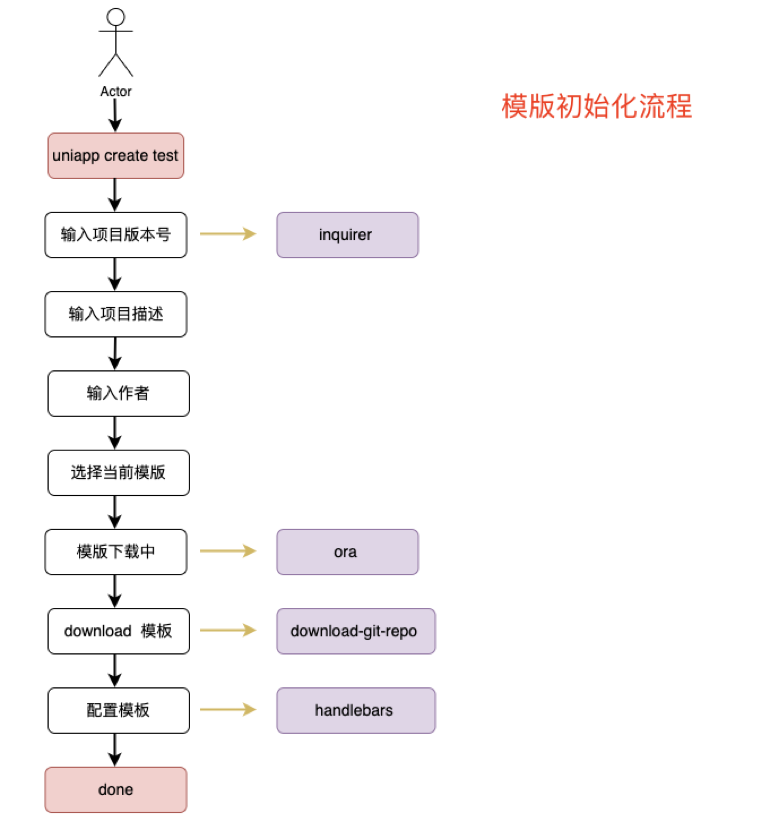 Actor
模版初始化流程
uniapp create test
输入项目版本号
inquirer
输入项目描述
输入作者
选择当前模版
模版下载中
ora
download 模板
download-git-repo
配置模板
handlebars
done